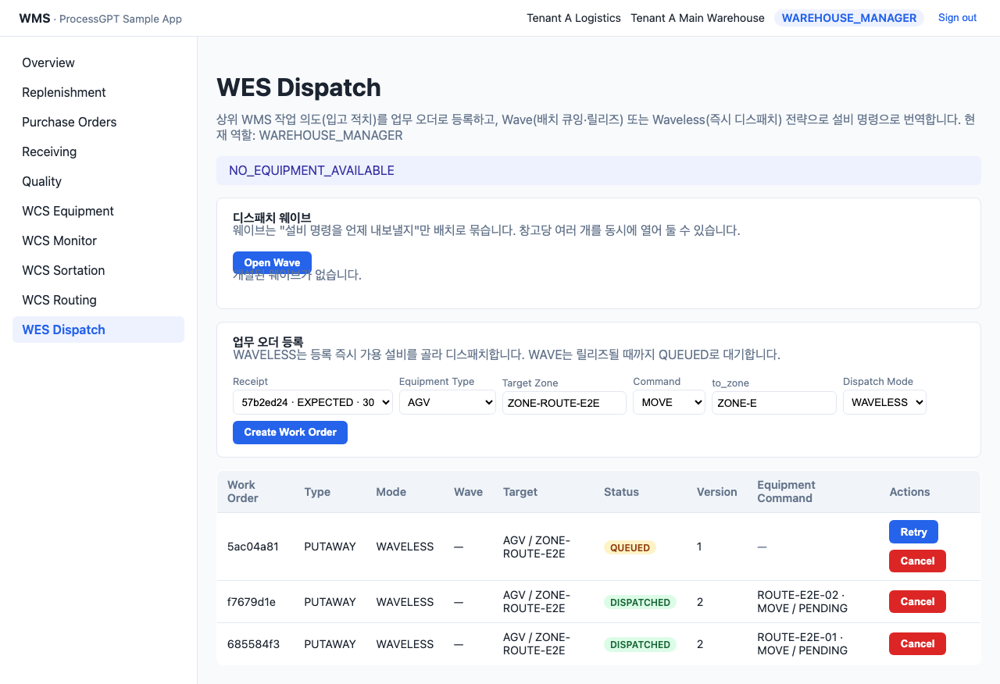 WMS · ProcessGPT Sample App
Tenant A Logistics Tenant A Main Warehouse WAREHOUSE_MANAGER Sign out
Overview
Replenishment
Purchase Orders
Receiving
Quality
WCS Equipment
WCS Monitor
WCS Sortation
WCS Routing
WES Dispatch
WES Dispatch
상위 WMS 작업 의도(입고 적치)를 업무 오더로 등록하고, Wave(배치 큐잉·릴리즈) 또는 Waveless(즉시 디스패치) 전략으로 설비 명령으로 번역합니다. 현
재 역할: WAREHOUSE_MANAGER
NO_EQUIPMENT_AVAILABLE
디스패치 웨이브
웨이브는 "설비 명령을 언제 내보낼지"만 배치로 묶습니다. 창고당 여러 개를 동시에 열어 둘 수 있습니다.
Open Wave
개설된 웨이브가 없습니다.
업무 오더 등록
WAVELESS는 등록 즉시 가용 설비를 골라 디스패치합니다. WAVE는 릴리즈될 때까지 QUEUED로 대기합니다.
Receipt Equipment Type Target Zone Command to_zone Dispatch Mode
57b2ed24 · EXPECTED · 30 AGV ZONE-ROUTE-E2E MOVE ZONE-E WAVELESS
Create Work Order
Work Order Type Mode Wave Target Status Version Equipment Command Actions
5ac04a81 PUTAWAY WAVELESS — AGV / ZONE-ROUTE-E2E QUEUED 1 — Retry Cancel
f7679d1e PUTAWAY WAVELESS — AGV / ZONE-ROUTE-E2E DISPATCHED 2 ROUTE-E2E-02 · MOVE / PENDING Cancel
685584f3 PUTAWAY WAVELESS — AGV / ZONE-ROUTE-E2E DISPATCHED 2 ROUTE-E2E-01 · MOVE / PENDING Cancel